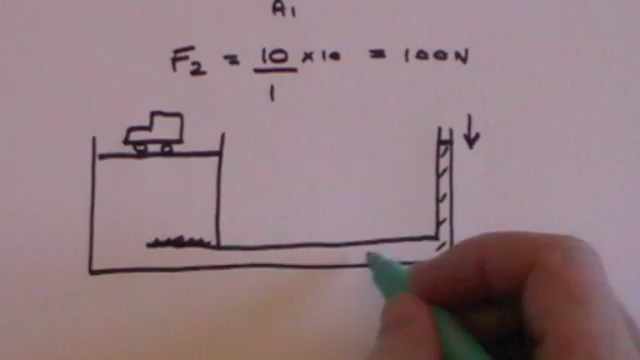 A1
F2 = 10/1 × 10 = 100N